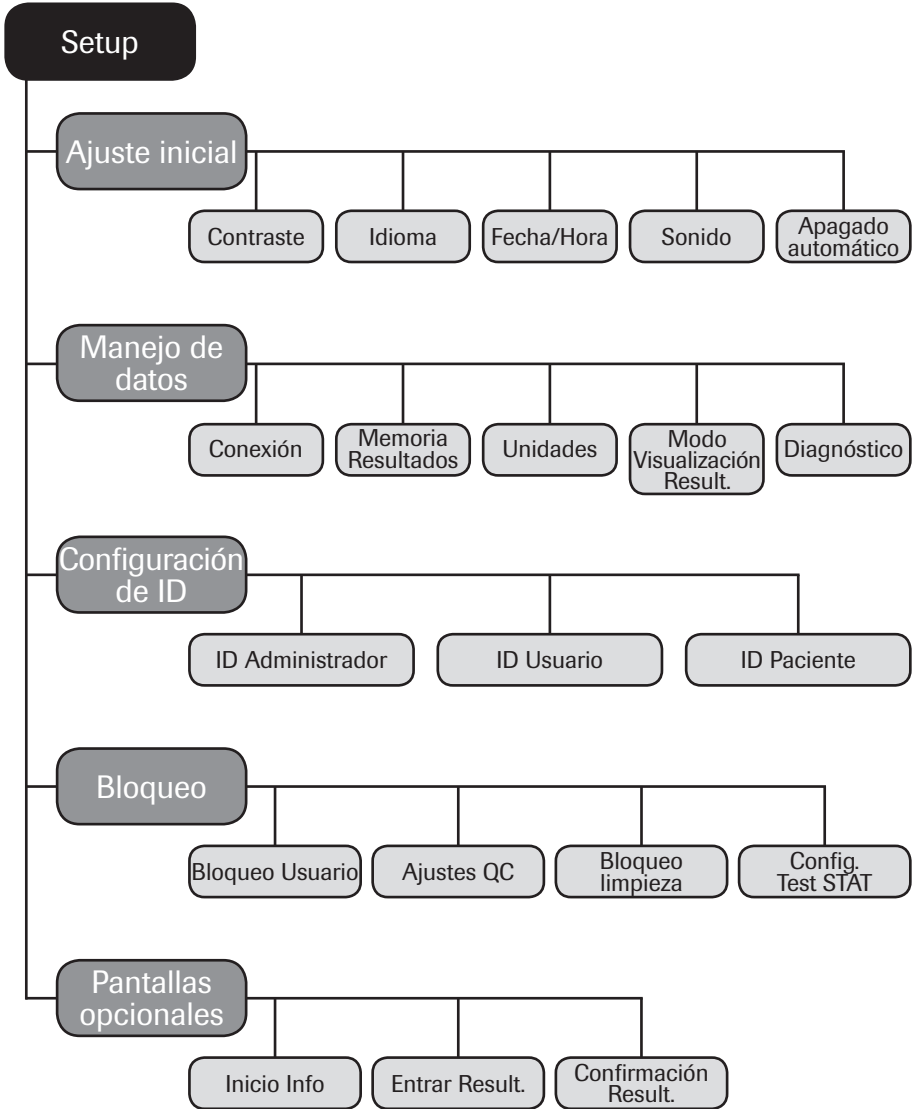 Setup
Ajuste inicial
Contraste
Idioma
Fecha/Hora
Sonido
Apagado
automático
Manejo de
datos
Conexión
Memoria
Resultados
Unidades
Modo
Visualización
Result.
Diagnóstico
Configuración
de ID
ID Administrador
ID Usuario
ID Paciente
Bloqueo
Bloqueo Usuario
Ajustes QC
Bloqueo
limpieza
Config.
Test STAT
Pantallas
opcionales
Inicio Info
Entrar Result.
Confirmación
Result.